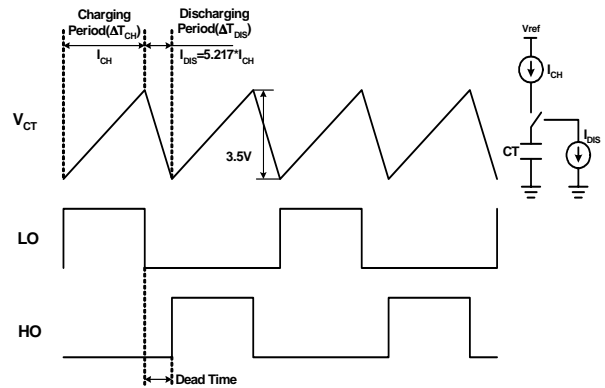 Charging
Period(ΔTCH)
ICH
Discharging
Period(ΔTDIS)
IDIS=5.217*ICH
VCT
3.5V
LO
HO
Dead Time
Vref
ICH
CT
IDIS